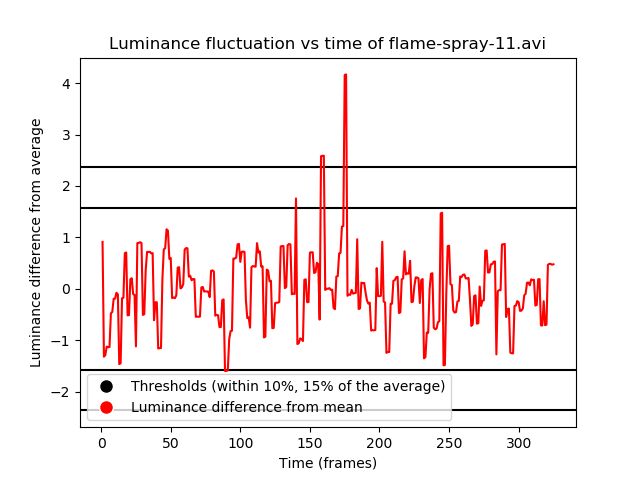 Luminance fluctuation vs time of flame-spray-11.avi
Luminance difference from average
4
3
2
1
0
−1
−2
Thresholds (within 10%, 15% of the average)
Luminance difference from mean
0 50 100 150 200 250 300
Time (frames)